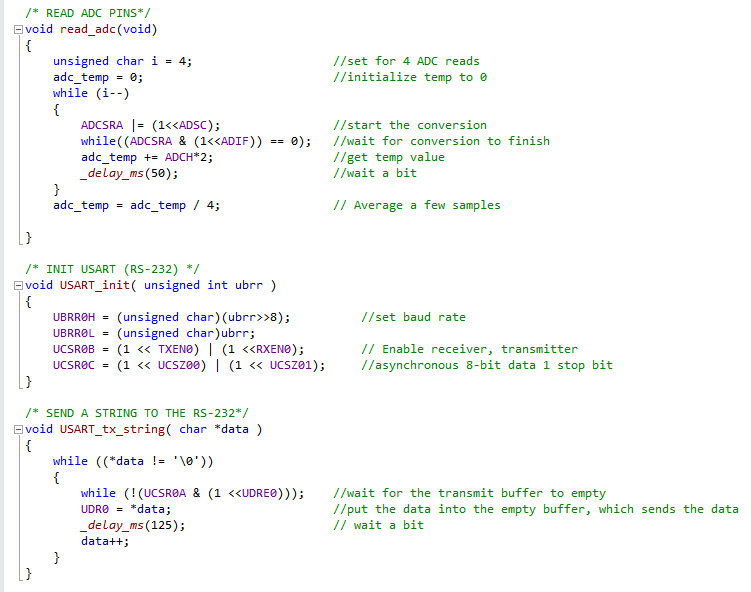 /* READ ADC PINS*/
void read_adc(void)
{
    unsigned char i = 4;                    //set for 4 ADC reads
    adc_temp = 0;                           //initialize temp to 0
    while (i--)
    {
        ADCSRA |= (1<<ADSC);                //start the conversion
        while((ADCSRA & (1<<ADIF)) == 0);   //wait for conversion to finish
        adc_temp += ADCH*2;                 //get temp value
        _delay_ms(50);                      //wait a bit
    }
    adc_temp = adc_temp / 4;                // Average a few samples

}

/* INIT USART (RS-232) */
void USART_init( unsigned int ubrr )
{
    UBRR0H = (unsigned char)(ubrr>>8);          //set baud rate
    UBRR0L = (unsigned char)ubrr;
    UCSR0B = (1 << TXEN0) | (1 <<RXEN0);        // Enable receiver, transmitter
    UCSR0C = (1 << UCSZ00) | (1 << UCSZ01);     //asynchronous 8-bit data 1 stop bit
}

/* SEND A STRING TO THE RS-232*/
void USART_tx_string( char *data )
{
    while ((*data != '\0'))
    {
        while (!(UCSR0A & (1 <<UDRE0)));    //wait for the transmit buffer to empty
        UDR0 = *data;                       //put the data into the empty buffer, which sends the data
        _delay_ms(125);                     // wait a bit
        data++;
    }
}